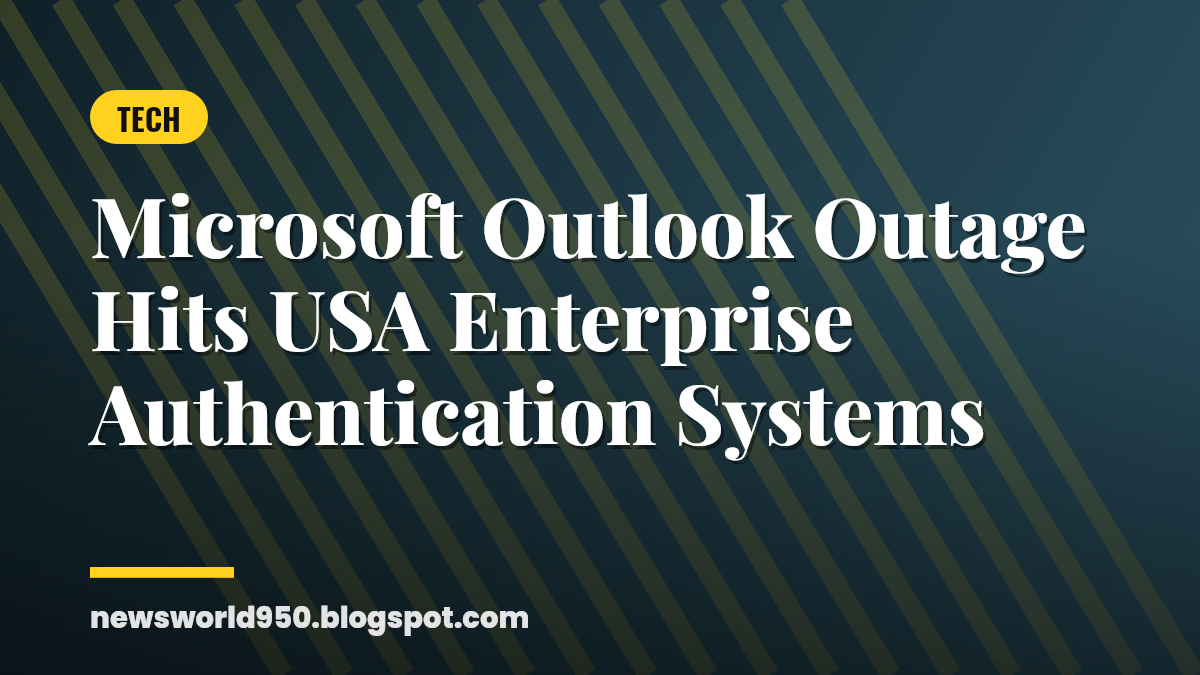 TECH
Microsoft Outlook Outage
Hits USA Enterprise
Authentication Systems
newsworld950.blogspot.com